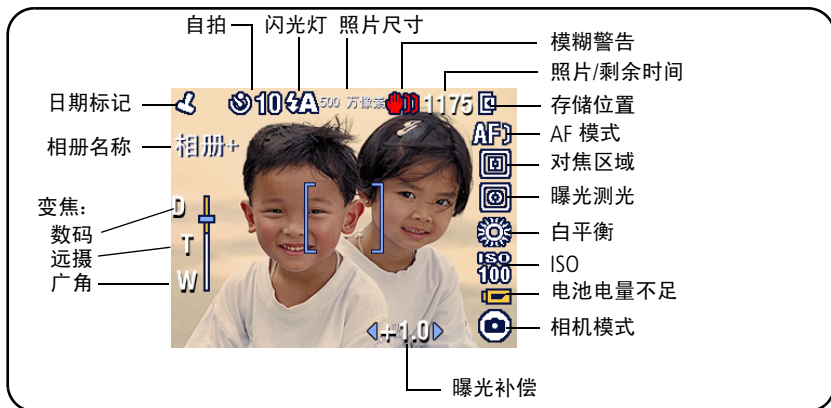 自拍 闪光灯 照片尺寸
模糊警告
照片/剩余时间
日期标记
10 A 500 万像素 1175
存储位置
相册名称 相册+
AF AF 模式
对焦区域
曝光测光
变焦:
数码 D
远摄 T
广角 W
白平衡
ISO 100 ISO
电池电量不足
相机模式
+1.0
曝光补偿